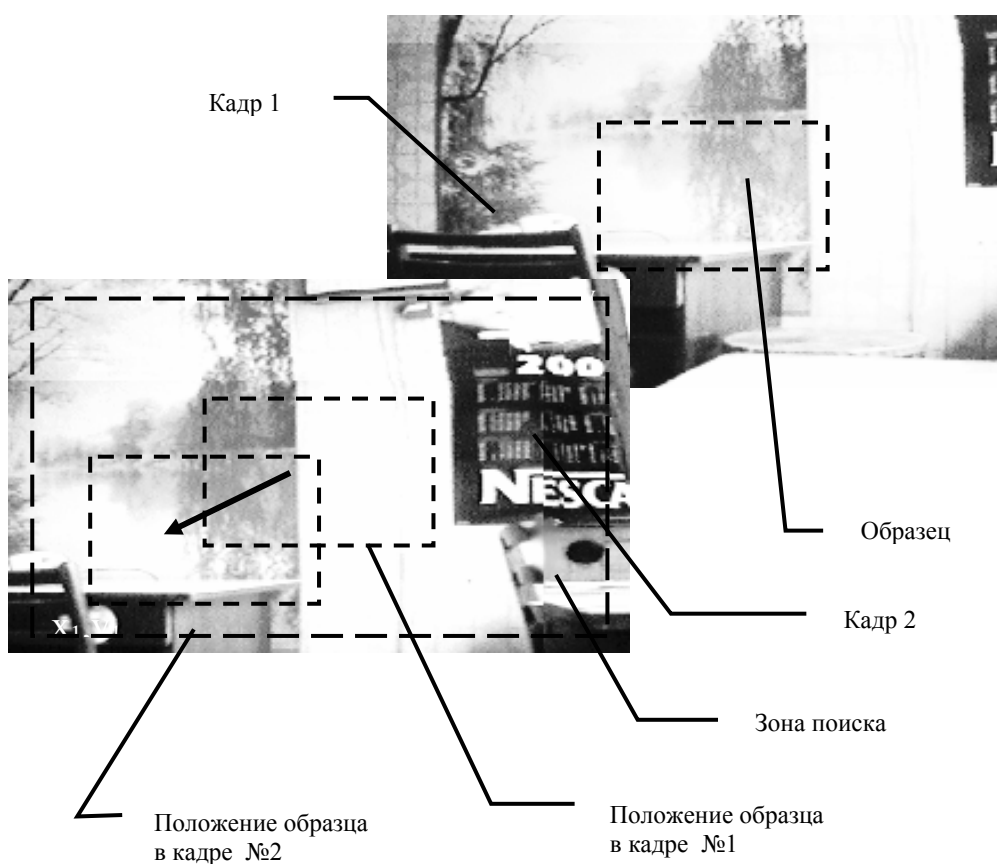 Кадр 1
200
NESCA
Образец
Кадр 2
Зона поиска
Положение образца
в кадре №2
Положение образца
в кадре №1